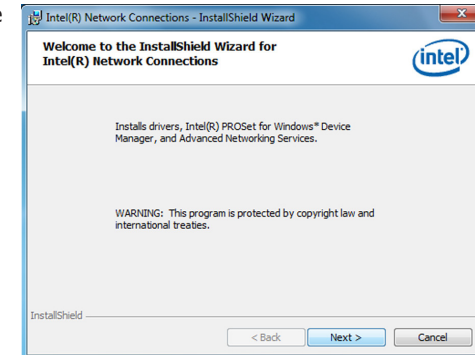 e
Intel(R) Network Connections - InstallShield Wizard
Welcome to the InstallShield Wizard for
Intel(R) Network Connections
intel
Installs drivers, Intel(R) PROSet for Windows* Device
Manager, and Advanced Networking Services.
WARNING: This program is protected by copyright law and
international treaties.
InstallShield
< Back Next > Cancel